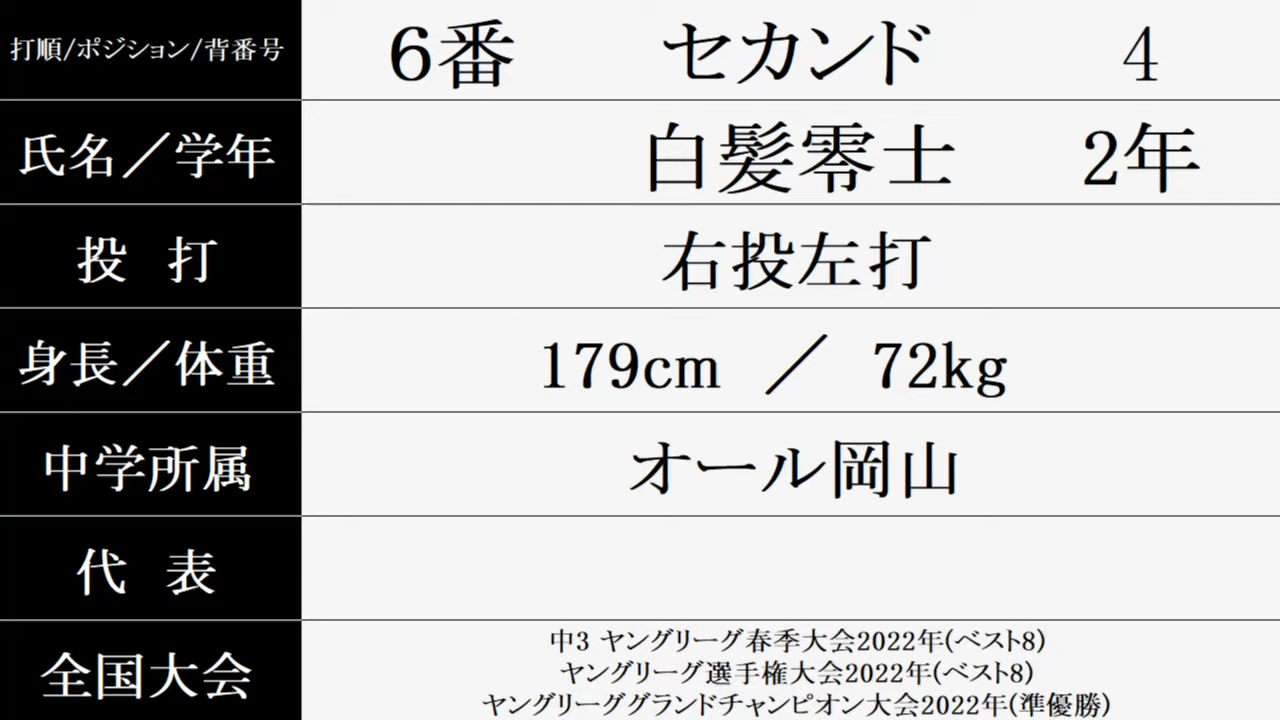 打順/ポジション/背番号 6番 セカンド 4
氏名／学年 白髪零士 2年
投 打 右投左打
身長／体重 179cm ／ 72kg
中学所属 オール岡山
代 表
全国大会
中3 ヤングリーグ春季大会2022年(ベスト8)
ヤングリーグ選手権大会2022年(ベスト8)
ヤングリーググランドチャンピオン大会2022年(準優勝)